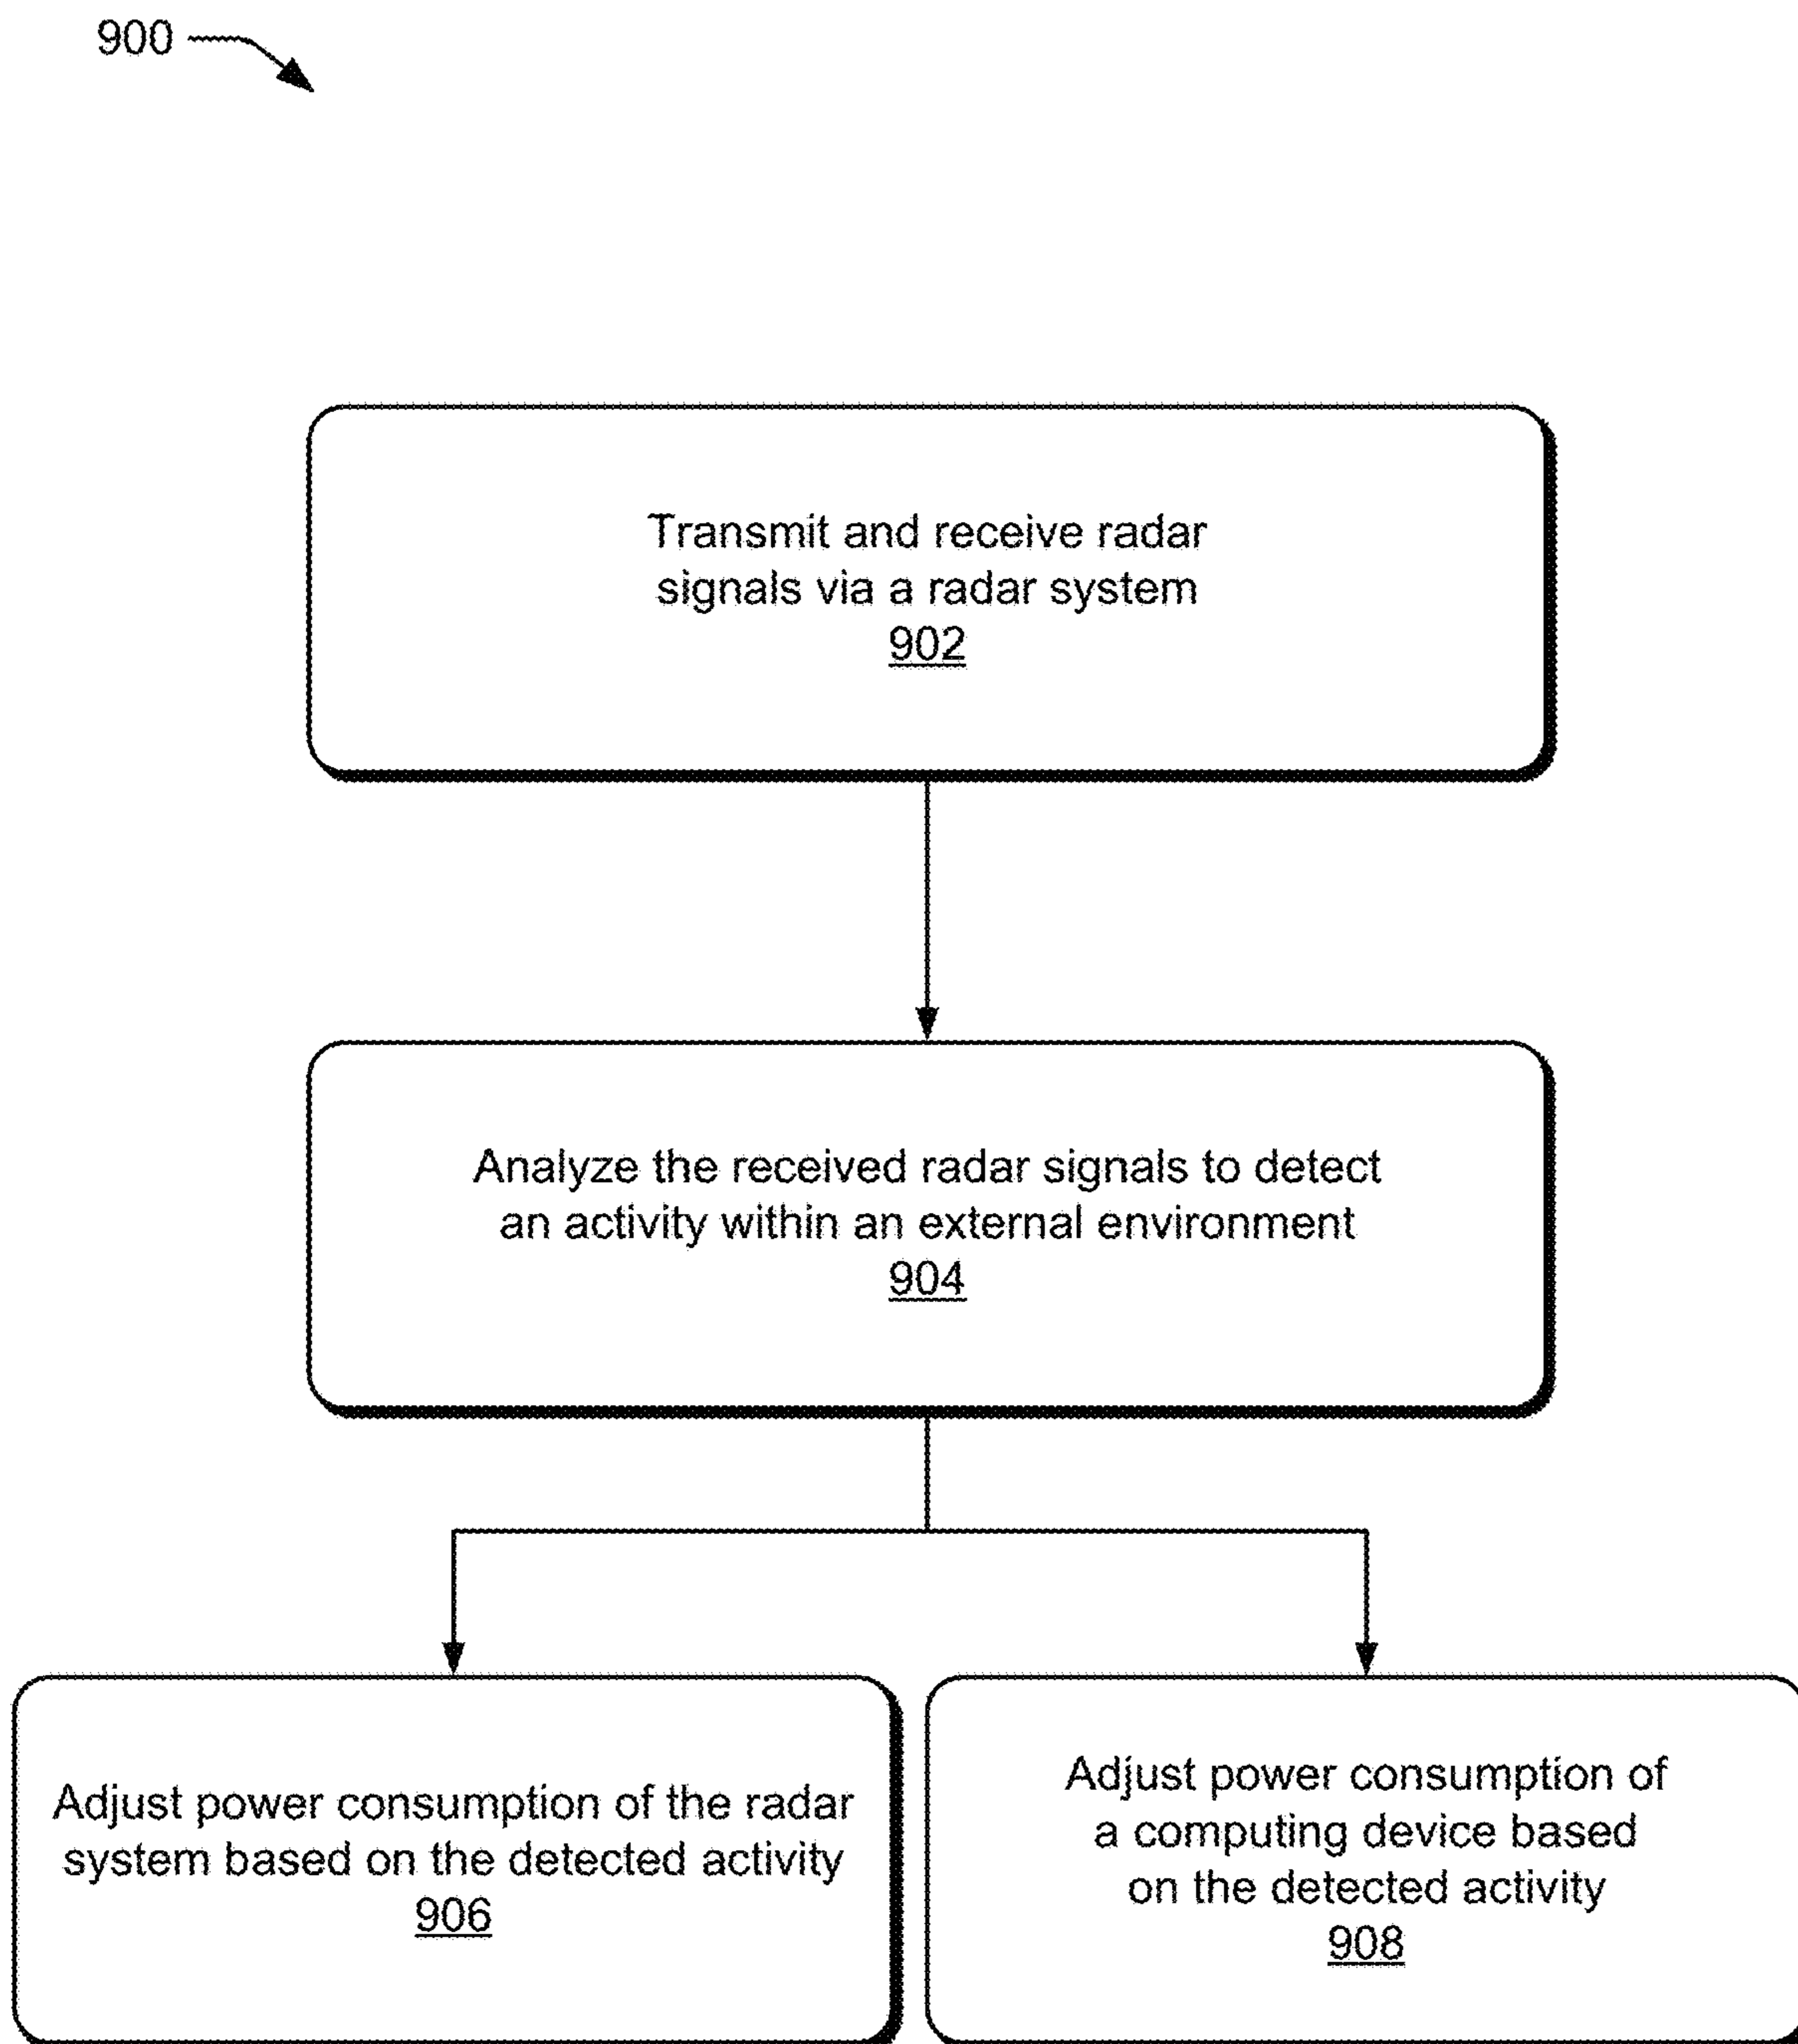 900
Transmit and receive radar
signals via a radar system
902
Analyze the received radar signals to detect
an activity within an external environment
904
Adjust power consumption of the radar
system based on the detected activity
906
Adjust power consumption of
a computing device based
on the detected activity
908